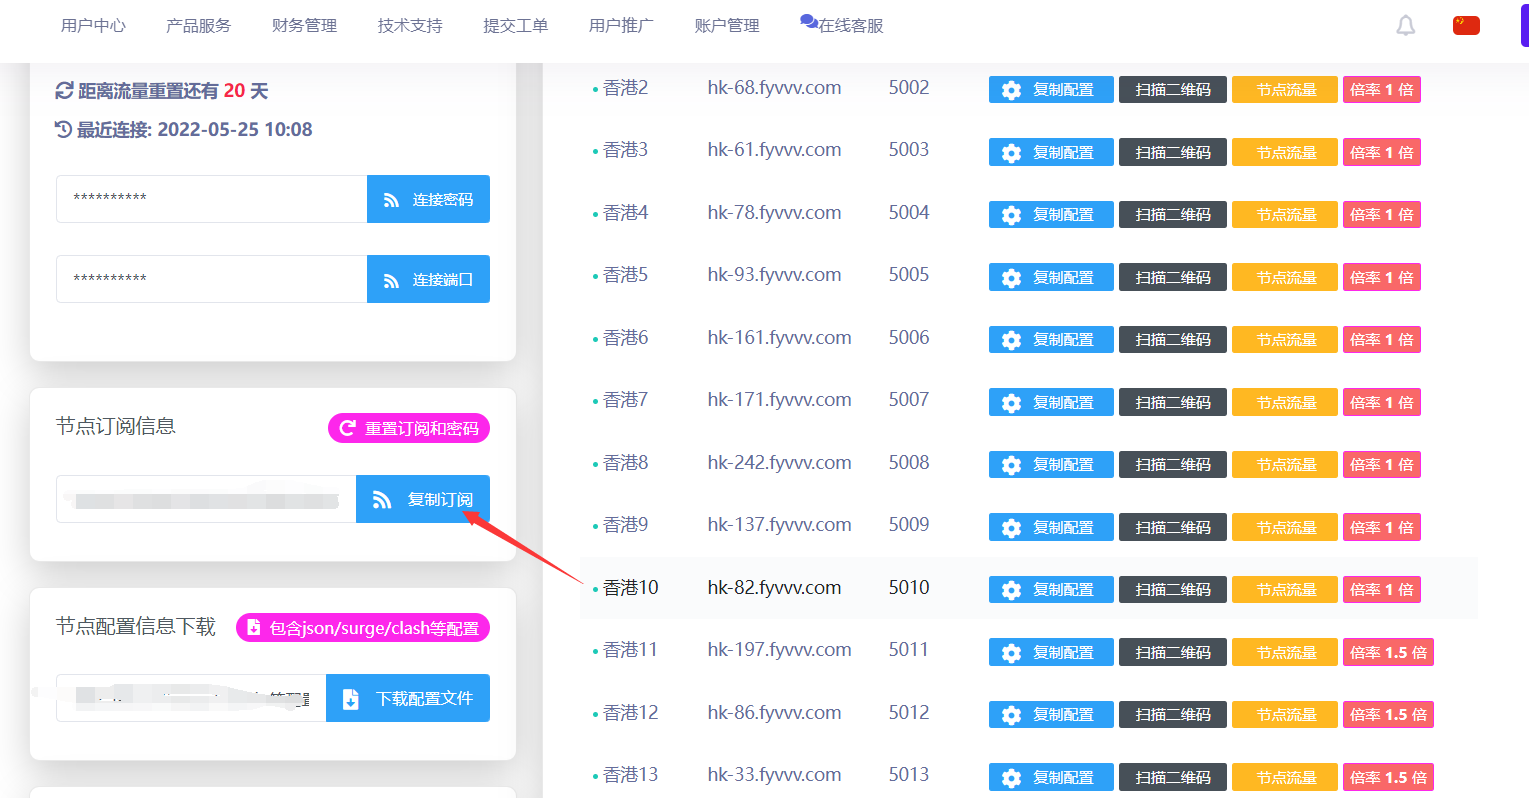 用户中心 产品服务 财务管理 技术支持 提交工单 用户推广 账户管理 在线客服
距离流量重置还有 20 天
最近连接: 2022-05-25 10:08
********** 连接密码
********** 连接端口
节点订阅信息 重置订阅和密码
复制订阅
节点配置信息下载 包含json/surge/clash等配置
下载配置文件
香港2 hk-68.fyvvv.com 5002 复制配置 扫描二维码 节点流量 倍率 1 倍
香港3 hk-61.fyvvv.com 5003 复制配置 扫描二维码 节点流量 倍率 1 倍
香港4 hk-78.fyvvv.com 5004 复制配置 扫描二维码 节点流量 倍率 1 倍
香港5 hk-93.fyvvv.com 5005 复制配置 扫描二维码 节点流量 倍率 1 倍
香港6 hk-161.fyvvv.com 5006 复制配置 扫描二维码 节点流量 倍率 1 倍
香港7 hk-171.fyvvv.com 5007 复制配置 扫描二维码 节点流量 倍率 1 倍
香港8 hk-242.fyvvv.com 5008 复制配置 扫描二维码 节点流量 倍率 1 倍
香港9 hk-137.fyvvv.com 5009 复制配置 扫描二维码 节点流量 倍率 1 倍
香港10 hk-82.fyvvv.com 5010 复制配置 扫描二维码 节点流量 倍率 1 倍
香港11 hk-197.fyvvv.com 5011 复制配置 扫描二维码 节点流量 倍率 1.5 倍
香港12 hk-86.fyvvv.com 5012 复制配置 扫描二维码 节点流量 倍率 1.5 倍
香港13 hk-33.fyvvv.com 5013 复制配置 扫描二维码 节点流量 倍率 1.5 倍